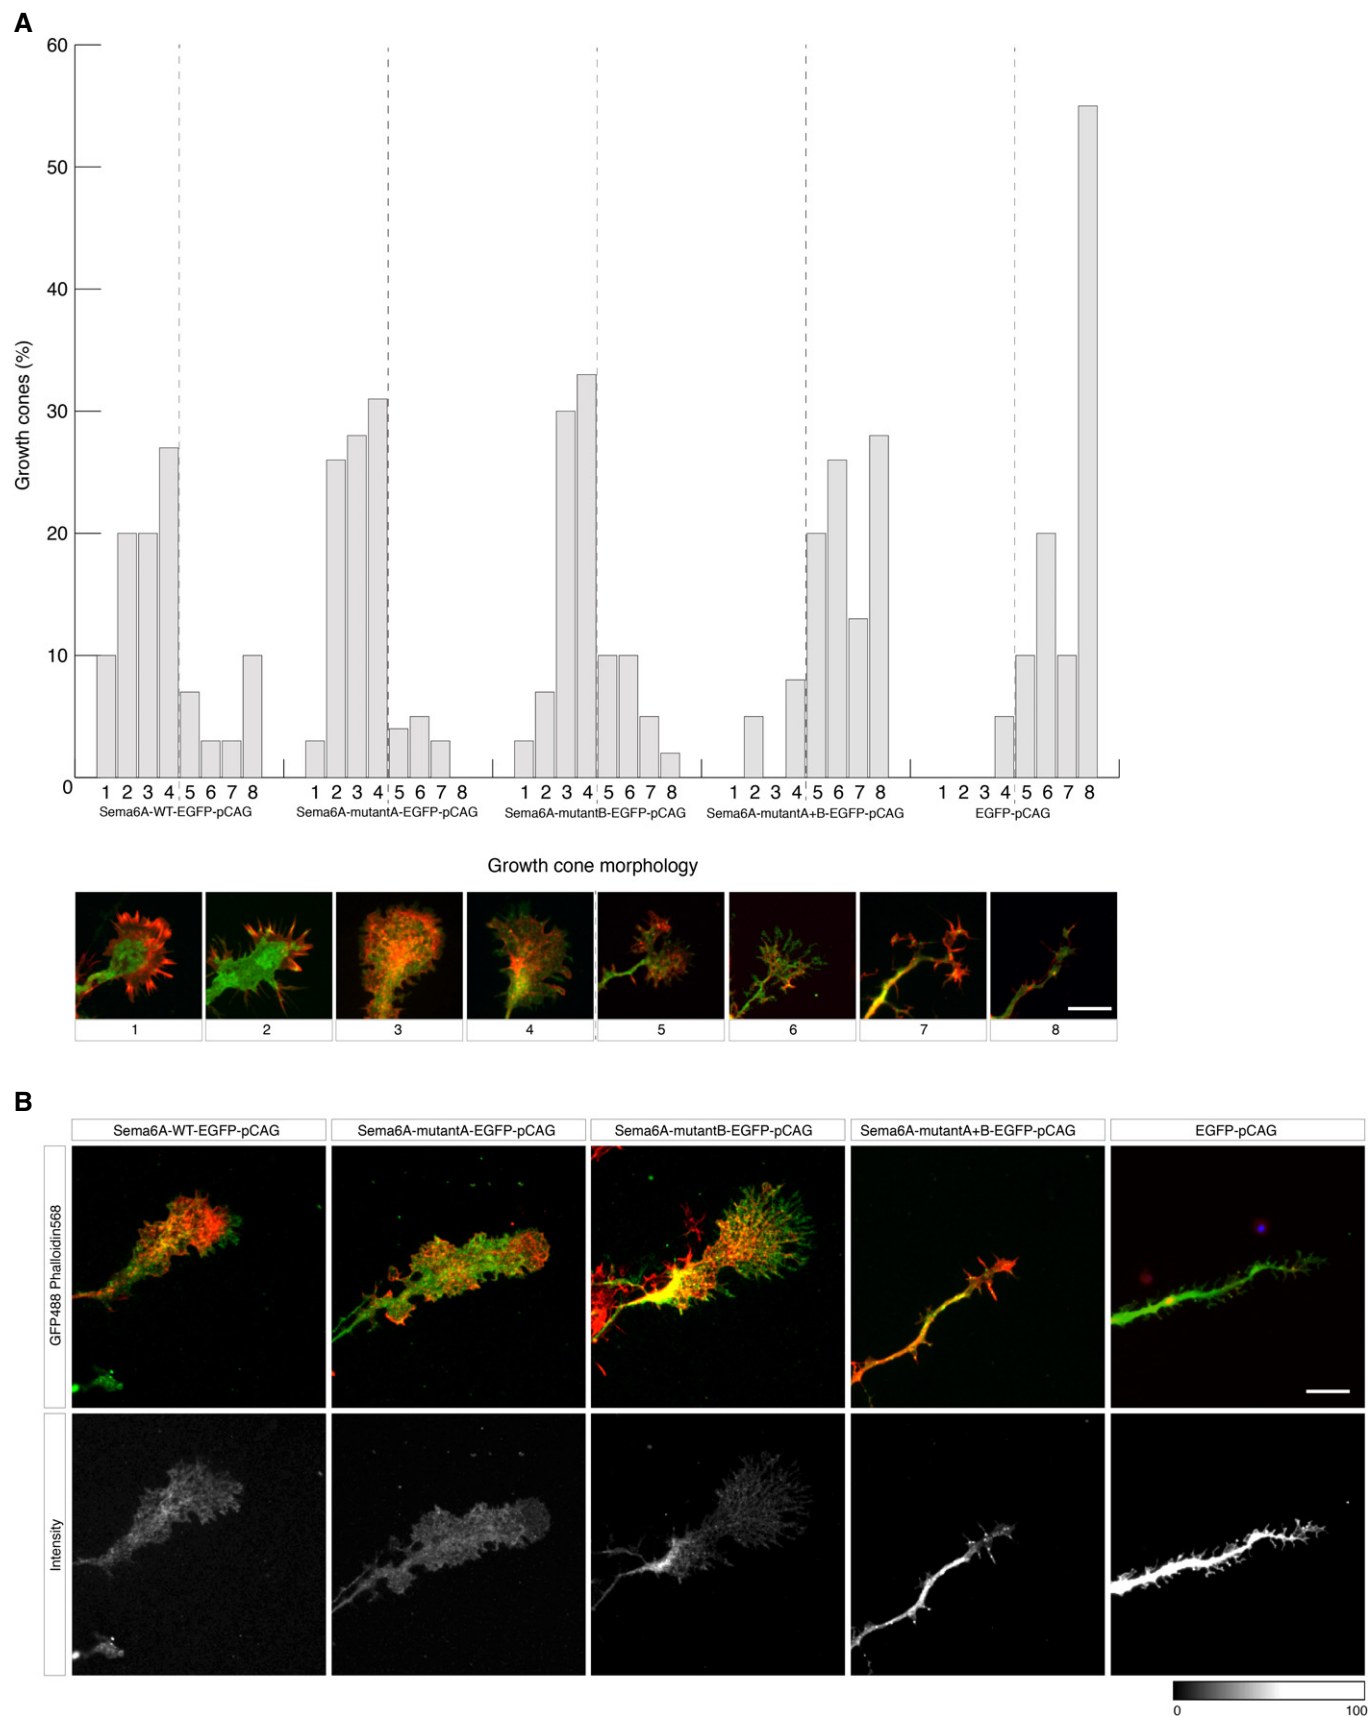 A
60
50
40
30
20
10
0
Growth cones (%)
1 2 3 4 5 6 7 8 1 2 3 4 5 6 7 8 1 2 3 4 5 6 7 8 1 2 3 4 5 6 7 8 1 2 3 4 5 6 7 8
Sema6A-WT-EGFP-pCAG Sema6A-mutantA-EGFP-pCAG Sema6A-mutantB-EGFP-pCAG Sema6A-mutantA+B-EGFP-pCAG EGFP-pCAG
Growth cone morphology
1 2 3 4 5 6 7 8
B
Sema6A-WT-EGFP-pCAG Sema6A-mutantA-EGFP-pCAG Sema6A-mutantB-EGFP-pCAG Sema6A-mutantA+B-EGFP-pCAG EGFP-pCAG
GFP488 Phalloidin568
Intensity
0 100